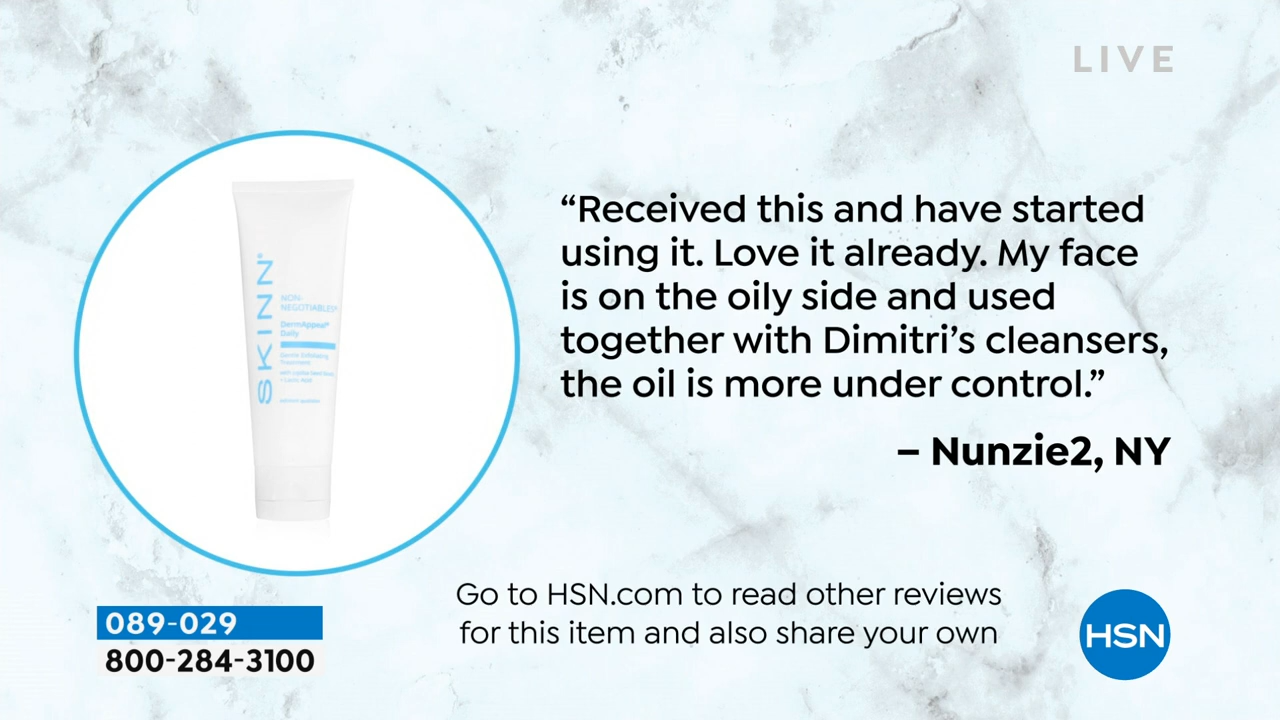 LIVE
“Received this and have started
using it. Love it already. My face
is on the oily side and used
together with Dimitri’s cleansers,
the oil is more under control.”
– Nunzie2, NY
SKINN®
NON-
NEGOTIABLES®
DermAppeal®
Daily
Gentle Exfoliating
Treatment
Go to HSN.com to read other reviews
for this item and also share your own
089-029
800-284-3100
HSN